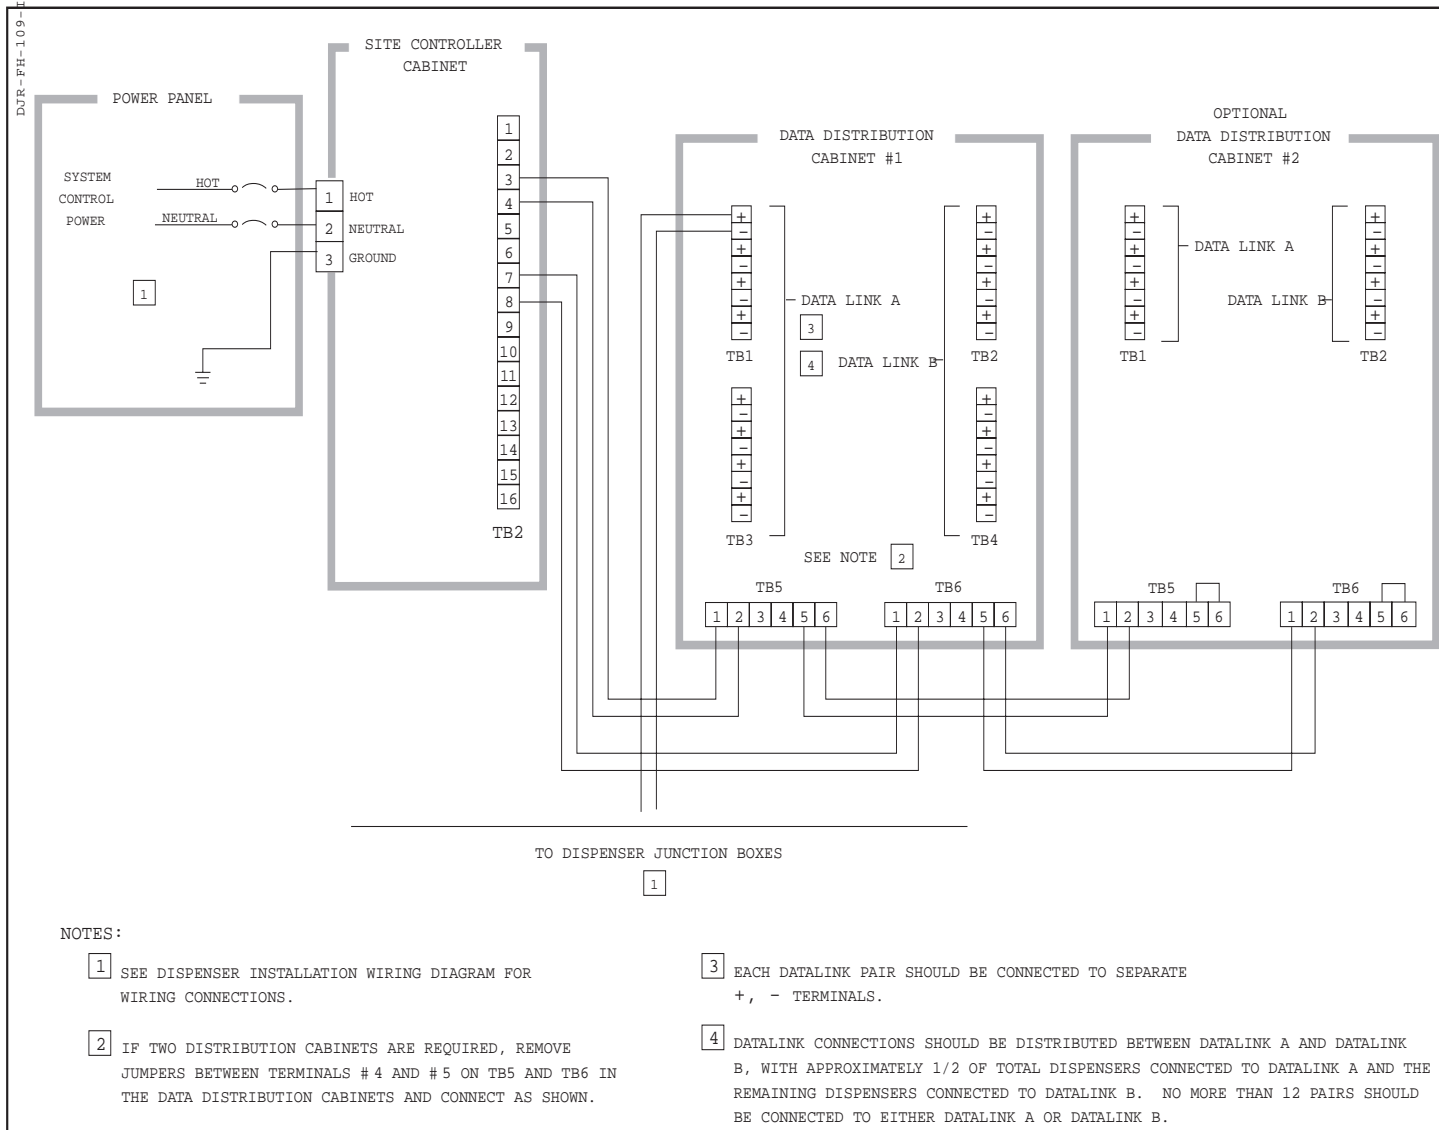 DJR-FH-109-I
SITE CONTROLLER
CABINET
POWER PANEL
SYSTEM
CONTROL
POWER
HOT
NEUTRAL
1
1 HOT
2 NEUTRAL
3 GROUND
1
2
3
4
5
6
7
8
9
10
11
12
13
14
15
16
TB2
DATA DISTRIBUTION
CABINET #1
+
-
+
-
+
-
+
-
TB1
DATA LINK A
3
4
DATA LINK B
+
-
+
-
+
-
+
-
TB2
+
-
+
-
+
-
+
-
TB3
+
-
+
-
+
-
+
-
TB4
SEE NOTE 2
TB5
1 2 3 4 5 6
TB6
1 2 3 4 5 6
OPTIONAL
DATA DISTRIBUTION
CABINET #2
+
-
+
-
+
-
+
-
TB1
DATA LINK A
DATA LINK B
+
-
+
-
+
-
+
-
TB2
TB5
1 2 3 4 5 6
TB6
1 2 3 4 5 6
TO DISPENSER JUNCTION BOXES
1
NOTES:
1 SEE DISPENSER INSTALLATION WIRING DIAGRAM FOR
WIRING CONNECTIONS.
2 IF TWO DISTRIBUTION CABINETS ARE REQUIRED, REMOVE
JUMPERS BETWEEN TERMINALS #4 AND #5 ON TB5 AND TB6 IN
THE DATA DISTRIBUTION CABINETS AND CONNECT AS SHOWN.
3 EACH DATALINK PAIR SHOULD BE CONNECTED TO SEPARATE
+, - TERMINALS.
4 DATALINK CONNECTIONS SHOULD BE DISTRIBUTED BETWEEN DATALINK A AND DATALINK
B, WITH APPROXIMATELY 1/2 OF TOTAL DISPENSERS CONNECTED TO DATALINK A AND THE
REMAINING DISPENSERS CONNECTED TO DATALINK B. NO MORE THAN 12 PAIRS SHOULD
BE CONNECTED TO EITHER DATALINK A OR DATALINK B.